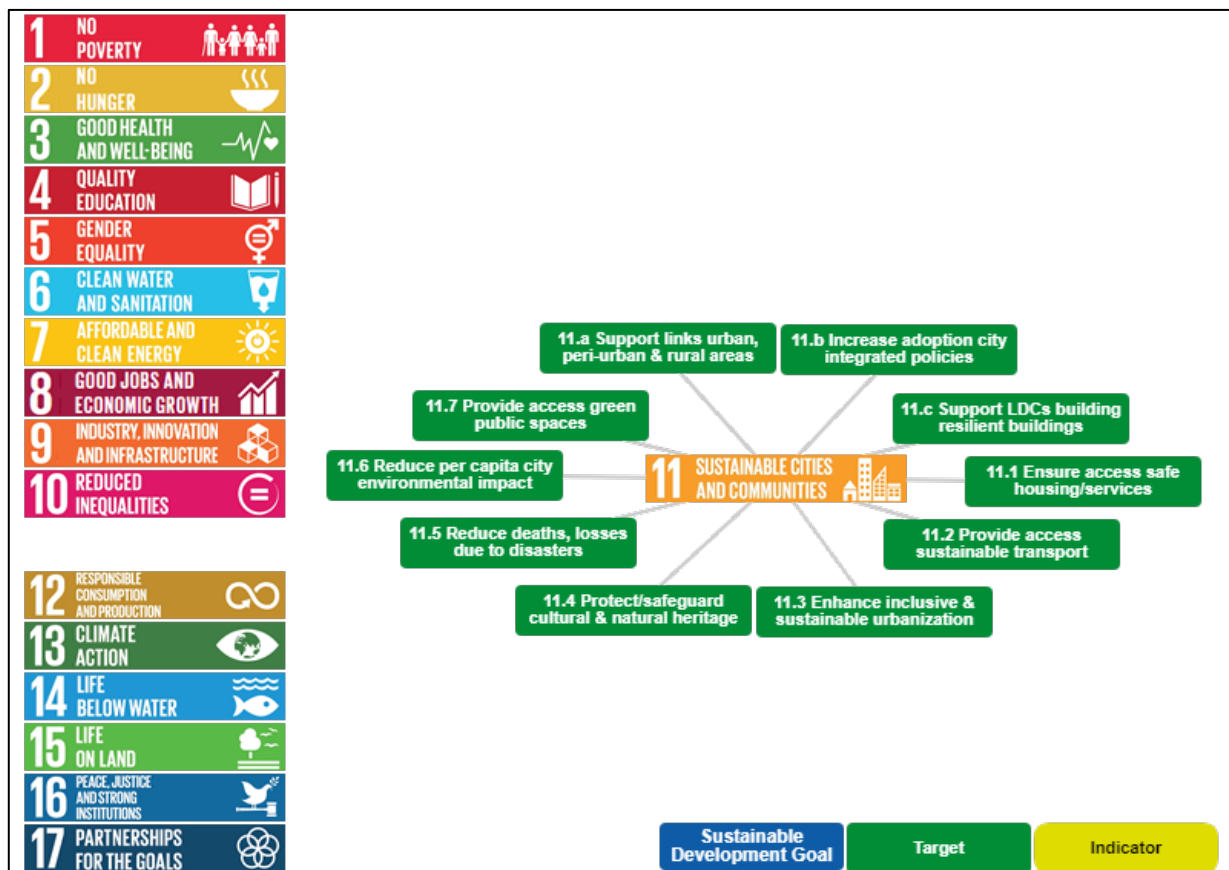 1 NO
POVERTY
2 NO
HUNGER
3 GOOD HEALTH
AND WELL-BEING
4 QUALITY
EDUCATION
5 GENDER
EQUALITY
6 CLEAN WATER
AND SANITATION
7 AFFORDABLE AND
CLEAN ENERGY
8 GOOD JOBS AND
ECONOMIC GROWTH
9 INDUSTRY, INNOVATION
AND INFRASTRUCTURE
10 REDUCED
INEQUALITIES
12 RESPONSIBLE
CONSUMPTION
AND PRODUCTION
13 CLIMATE
ACTION
14 LIFE
BELOW WATER
15 LIFE
ON LAND
16 PEACE, JUSTICE
AND STRONG
INSTITUTIONS
17 PARTNERSHIPS
FOR THE GOALS
11.a Support links urban,
peri-urban & rural areas
11.b Increase adoption city
integrated policies
11.7 Provide access green
public spaces
11.c Support LDCs building
resilient buildings
11.6 Reduce per capita city
environmental impact
11 SUSTAINABLE CITIES
AND COMMUNITIES
11.1 Ensure access safe
housing/services
11.5 Reduce deaths, losses
due to disasters
11.2 Provide access
sustainable transport
11.4 Protect/safeguard
cultural & natural heritage
11.3 Enhance inclusive &
sustainable urbanization
Sustainable
Development Goal
Target
Indicator